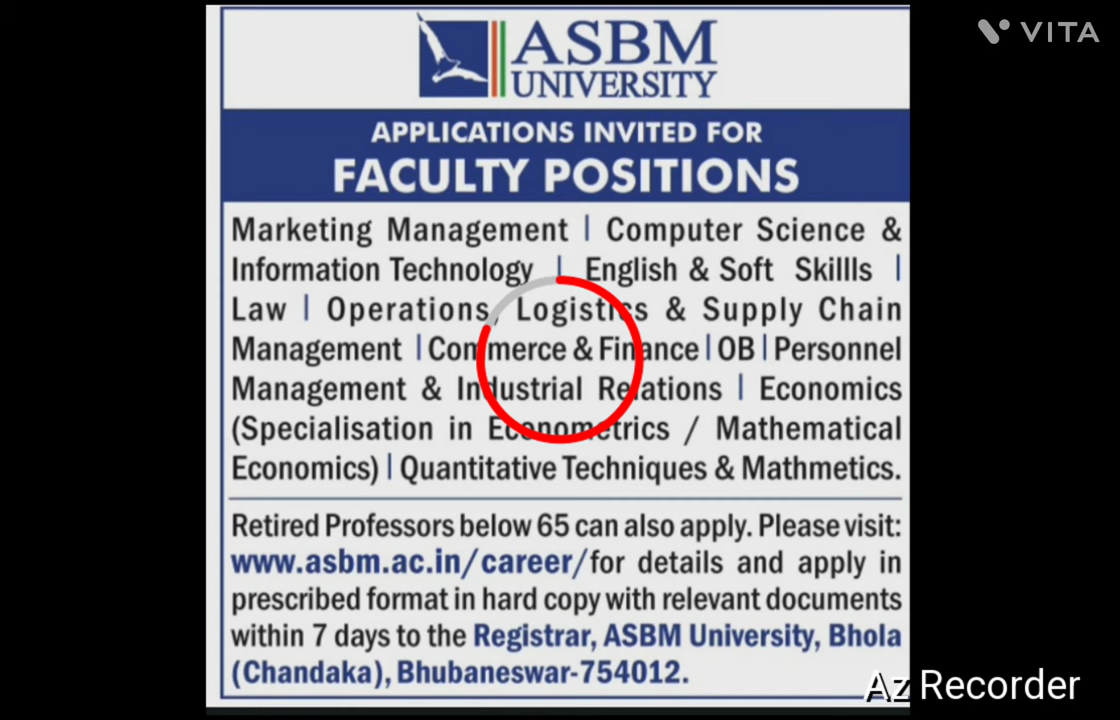 VITA
ASBM
UNIVERSITY
APPLICATIONS INVITED FOR
FACULTY POSITIONS
Marketing Management | Computer Science &
Information Technology | English & Soft Skillls |
Law | Operations, Logistics & Supply Chain
Management | Commerce & Finance | OB | Personnel
Management & Industrial Relations | Economics
(Specialisation in Econometrics / Mathematical
Economics) | Quantitative Techniques & Mathmetics.
Retired Professors below 65 can also apply. Please visit:
www.asbm.ac.in/career/for details and apply in
prescribed format in hard copy with relevant documents
within 7 days to the Registrar, ASBM University, Bhola
(Chandaka), Bhubaneswar-754012.
Az Recorder